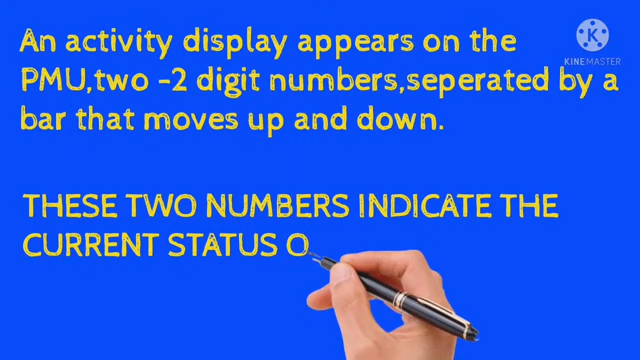 An activity display appears on the
KINEMASTER
PMU,two -2 digit numbers,seperated by a
bar that moves up and down.
THESE TWO NUMBERS INDICATE THE
CURRENT STATUS O